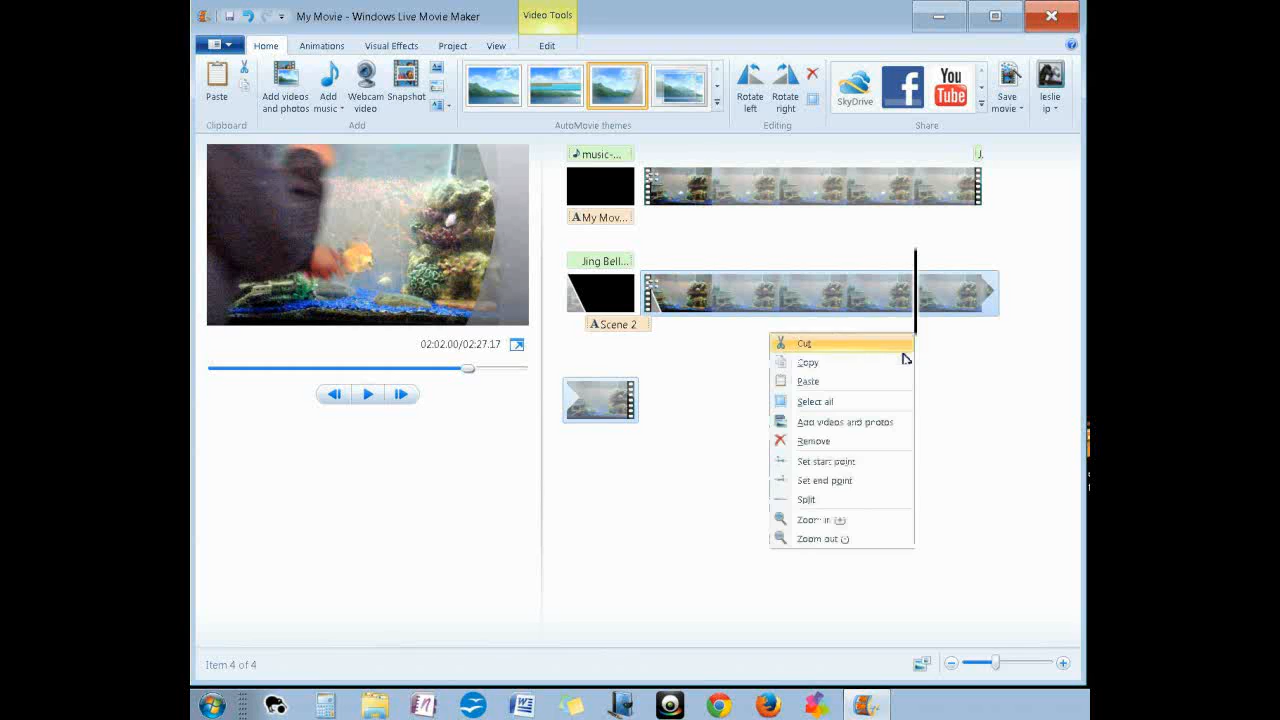 My Movie - Windows Live Movie Maker
Video Tools
Home
Animations
Visual Effects
Project
View
Edit
Paste
Add videos
and photos
Add
music
Webcam
video
Snapshot
Rotate
left
Rotate
right
SkyDrive
f
You
Tube
Save
movie
leslie
ip
Clipboard
Add
AutoMovie themes
Editing
Share
music-...
J.
A My Mov...
Jing Bell...
A Scene 2
02:02.00/02:27.17
Cut
Copy
Paste
Select all
Add videos and photos
Remove
Set start point
Set end point
Split
Zoom in (+)
Zoom out (-)
Item 4 of 4